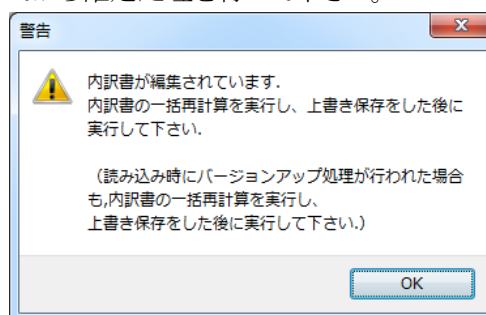 警告
内訳書が編集されています.
内訳書の一括再計算を実行し、上書き保存をした後に
実行して下さい.
（読み込み時にバージョンアップ処理が行われた場合
も,内訳書の一括再計算を実行し、
上書き保存をした後に実行して下さい.）
OK